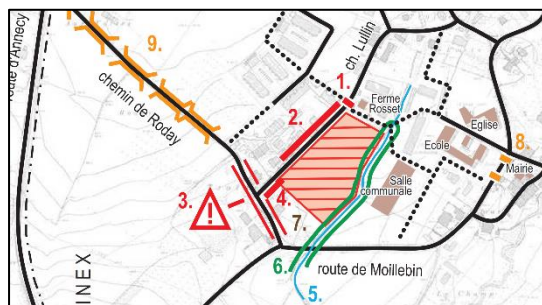 route d'Annecy
9.
chemin de Roday
ch. Lullin
1.
2.
Ferme
Rosset
Eglise
Ecole
8.
Mairie
Salle
communale
3.
!
4.
7.
6.
5.
route de Moillebin
INEX